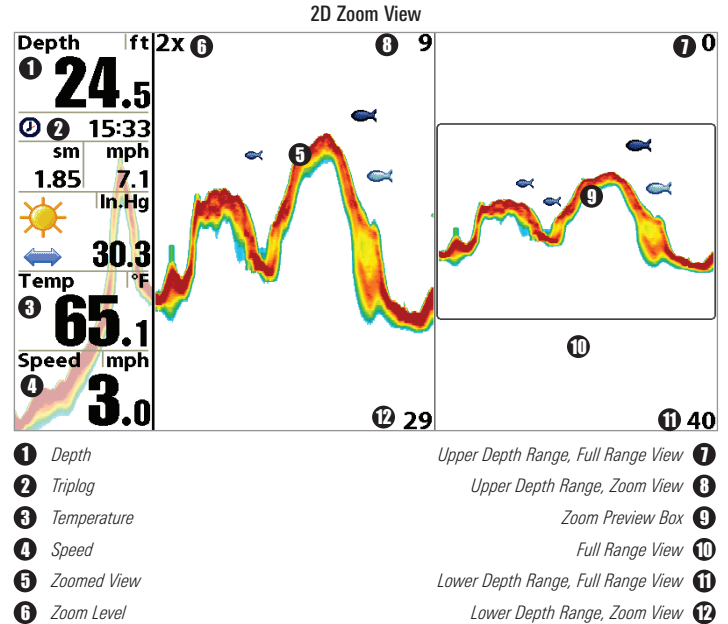 2D Zoom View
Depth ft 2x 6 8 9 7 0
1 24.5
2 15:33
sm mph
1.85 7.1
In.Hg
30.3
Temp °F
3 65.1
Speed mph
4 3.0
5
9
10
12 29
11 40
1 Depth
2 Triplog
3 Temperature
4 Speed
5 Zoomed View
6 Zoom Level
Upper Depth Range, Full Range View 7
Upper Depth Range, Zoom View 8
Zoom Preview Box 9
Full Range View 10
Lower Depth Range, Full Range View 11
Lower Depth Range, Zoom View 12